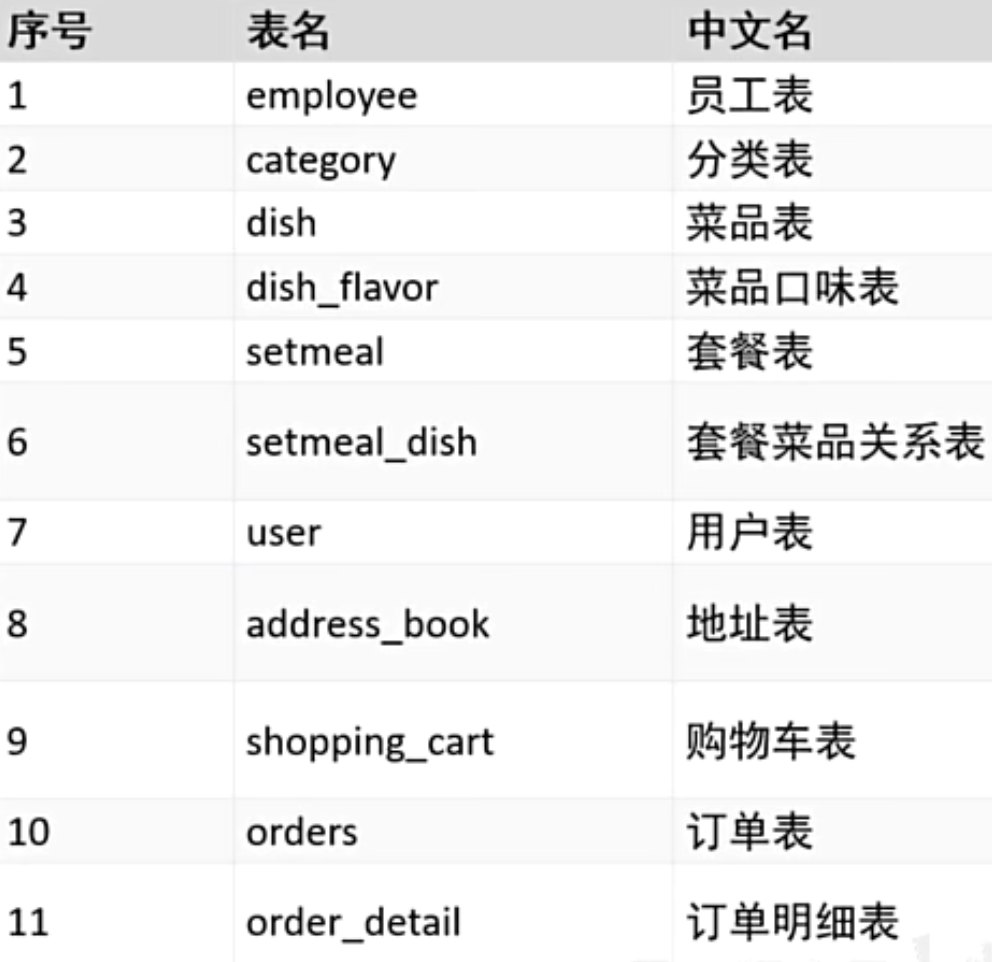 序号 表名 中文名
1 employee 员工表
2 category 分类表
3 dish 菜品表
4 dish_flavor 菜品口味表
5 setmeal 套餐表
6 setmeal_dish 套餐菜品关系表
7 user 用户表
8 address_book 地址表
9 shopping_cart 购物车表
10 orders 订单表
11 order_detail 订单明细表